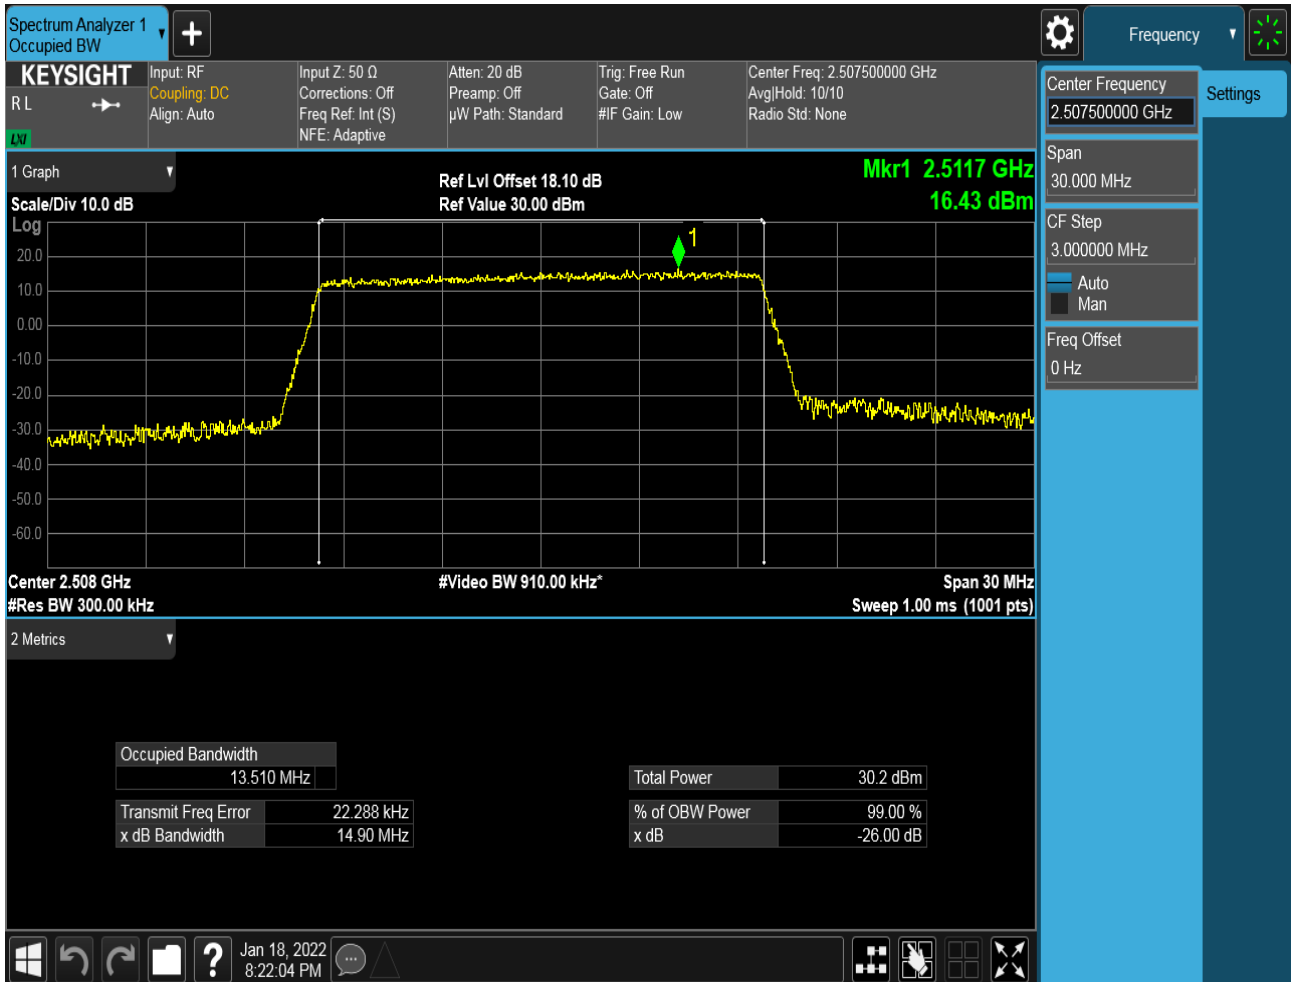 Spectrum Analyzer 1
Occupied BW
+
Frequency
KEYSIGHT
R L
LXI
Input: RF
Coupling: DC
Align: Auto
Input Z: 50 Ω
Corrections: Off
Freq Ref: Int (S)
NFE: Adaptive
Atten: 20 dB
Preamp: Off
µW Path: Standard
Trig: Free Run
Gate: Off
#IF Gain: Low
Center Freq: 2.507500000 GHz
Avg|Hold: 10/10
Radio Std: None
Center Frequency
2.507500000 GHz
Settings
Span
30.000 MHz
CF Step
3.000000 MHz
Auto
Man
Freq Offset
0 Hz
1 Graph
Scale/Div 10.0 dB
Ref Lvl Offset 18.10 dB
Ref Value 30.00 dBm
Mkr1 2.5117 GHz
16.43 dBm
Log
1
20.0
10.0
0.00
-10.0
-20.0
-30.0
-40.0
-50.0
-60.0
Center 2.508 GHz
#Video BW 910.00 kHz*
Span 30 MHz
#Res BW 300.00 kHz
Sweep 1.00 ms (1001 pts)
2 Metrics
Occupied Bandwidth
13.510 MHz
Total Power 30.2 dBm
Transmit Freq Error 22.288 kHz
% of OBW Power 99.00 %
x dB Bandwidth 14.90 MHz
x dB -26.00 dB
?
Jan 18, 2022
8:22:04 PM